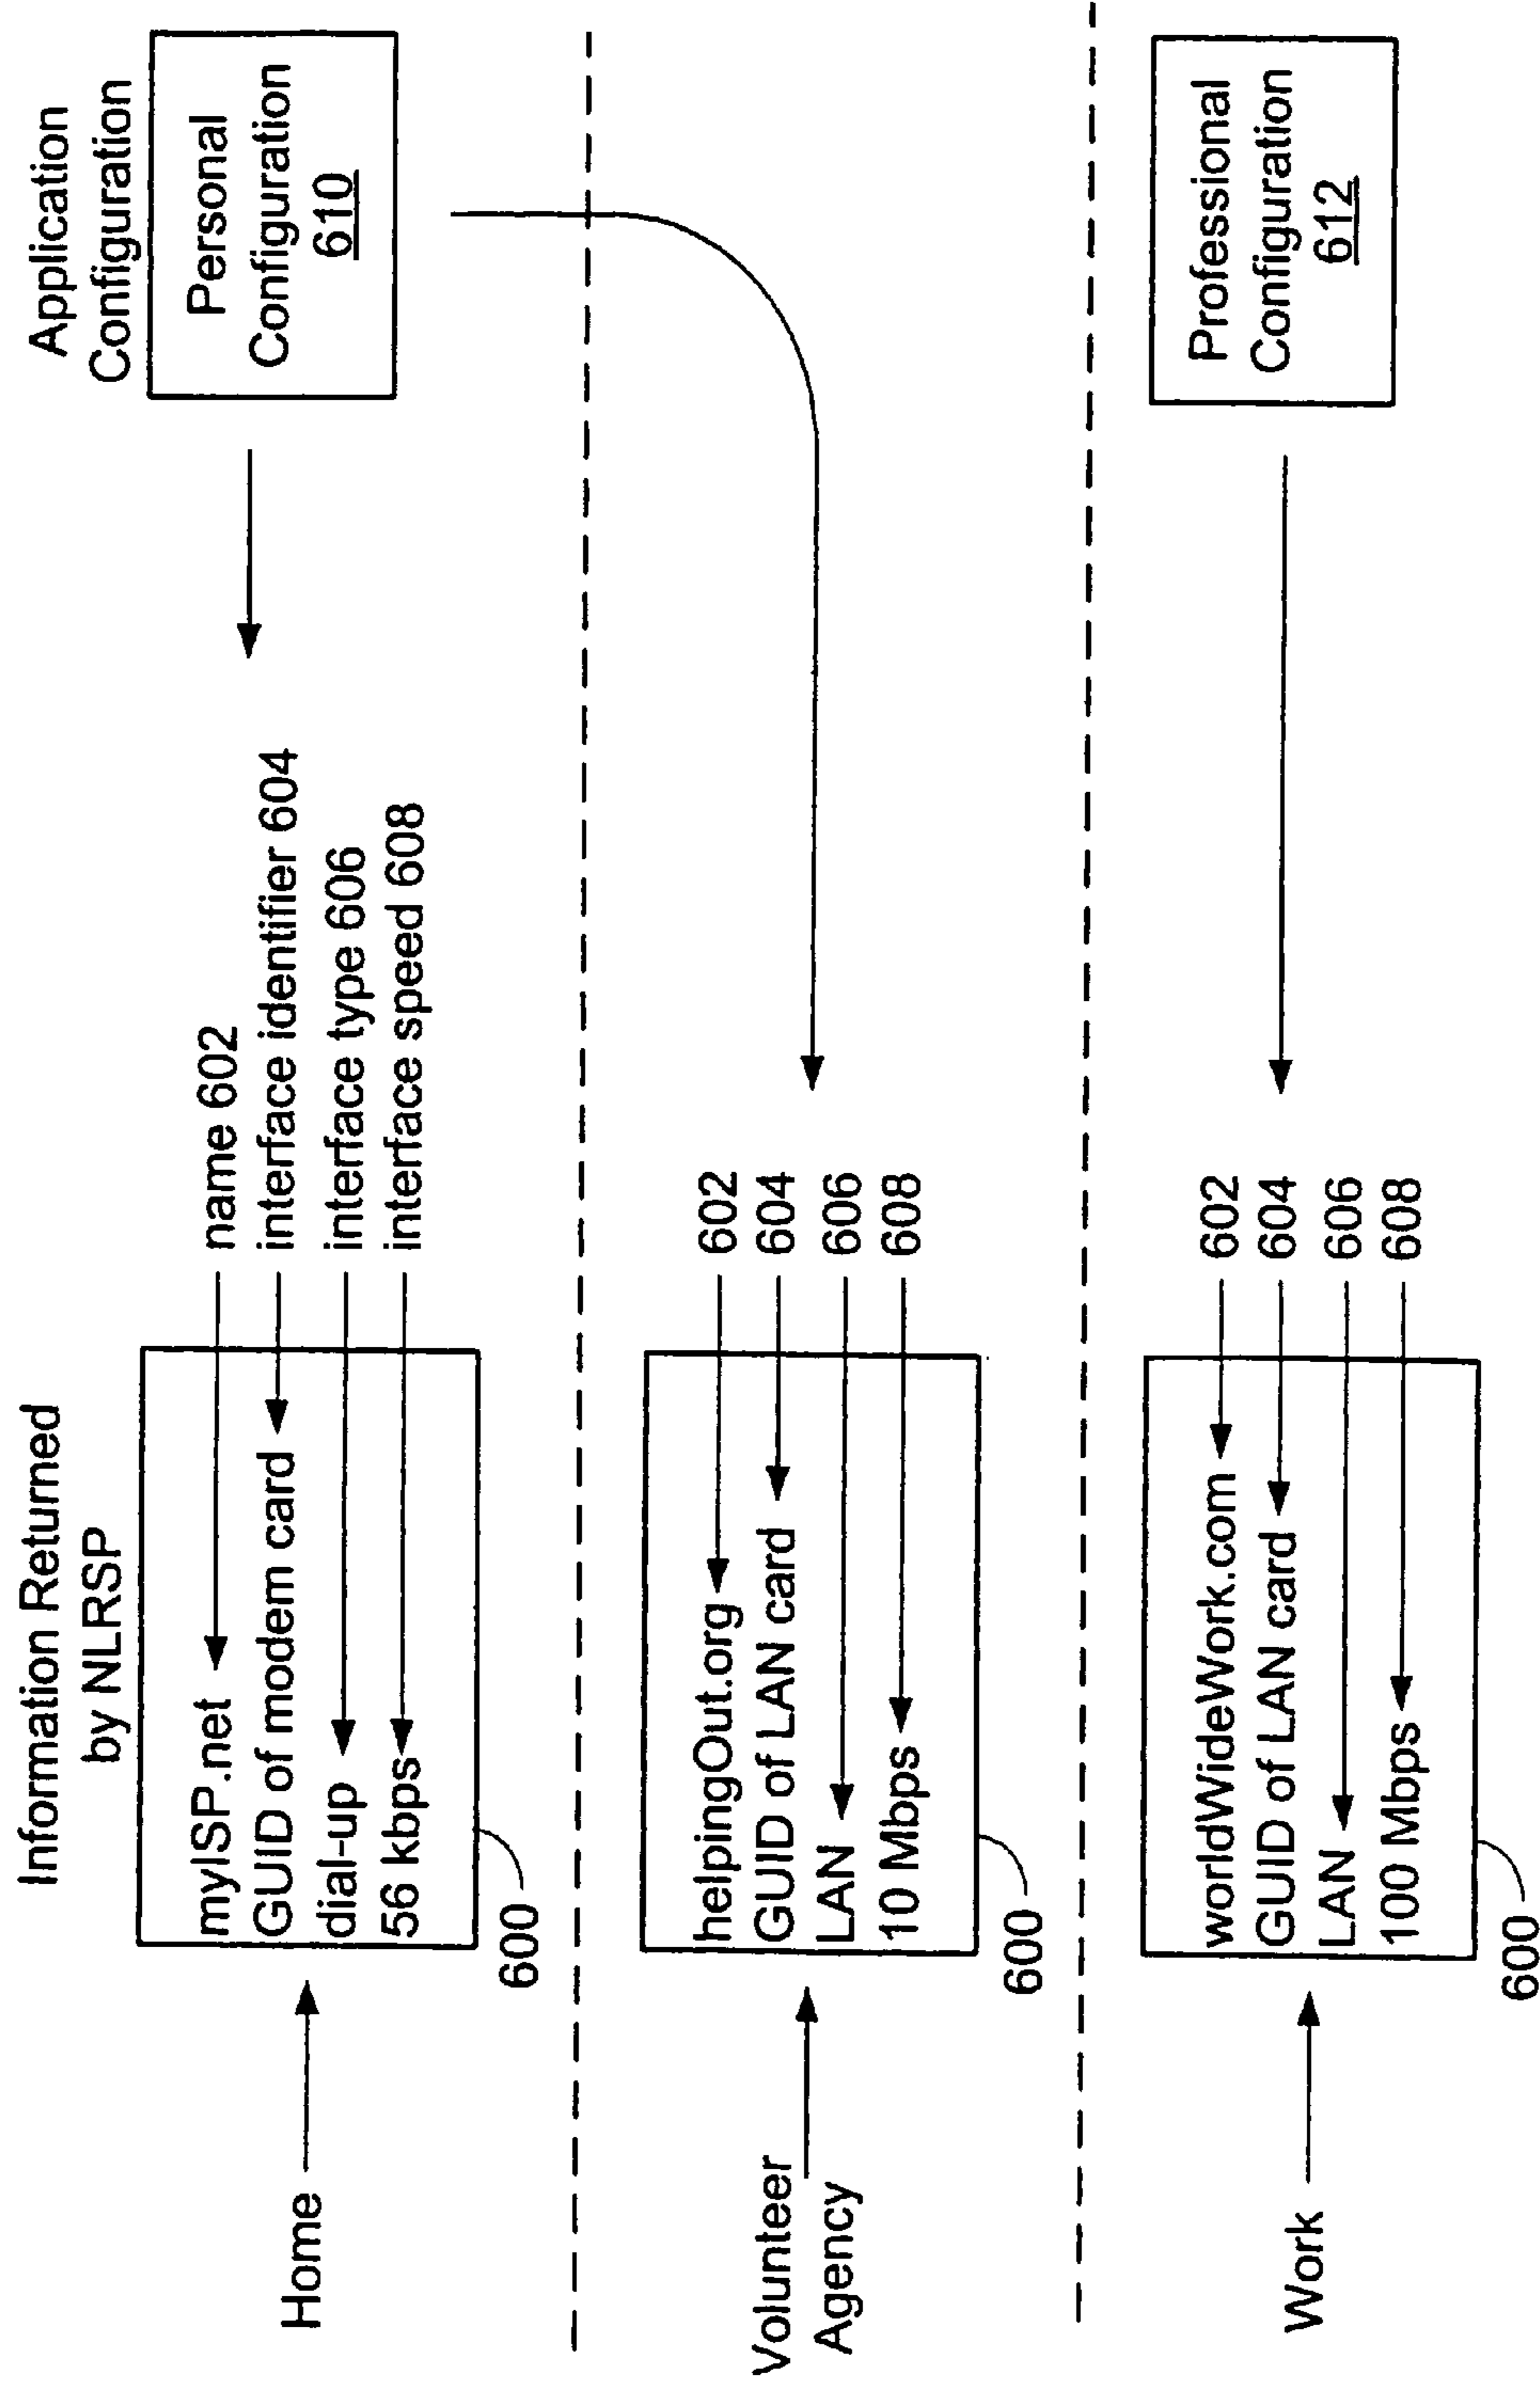 Information Returned
by NLRSP
Application
Configuration
Home
myISP.net
GUID of modem card
dial-up
56 kbps
600
name 602
interface identifier 604
interface type 606
interface speed 608
Personal
Configuration
610
Volunteer
Agency
helpingOut.org
GUID of LAN card
LAN
10 Mbps
600
602
604
606
608
Work
worldWideWork.com
GUID of LAN card
LAN
100 Mbps
600
602
604
606
608
Professional
Configuration
612